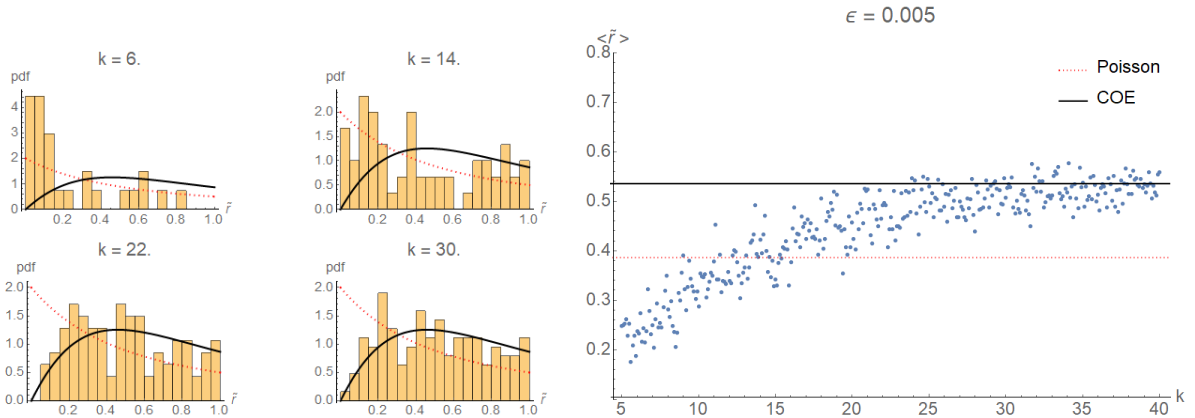 k = 6.
pdf
4
3
2
1
0
0.2 0.4 0.6 0.8 1.0 r̃
k = 14.
pdf
2.0
1.5
1.0
0.5
0.0
0.2 0.4 0.6 0.8 1.0 r̃
k = 22.
pdf
2.0
1.5
1.0
0.5
0.0
0.2 0.4 0.6 0.8 1.0 r̃
k = 30.
pdf
2.0
1.5
1.0
0.5
0.0
0.2 0.4 0.6 0.8 1.0 r̃
ϵ = 0.005
<r̃ >
0.8
0.7
0.6
0.5
0.4
0.3
0.2
5 10 15 20 25 30 35 40 k
Poisson
COE